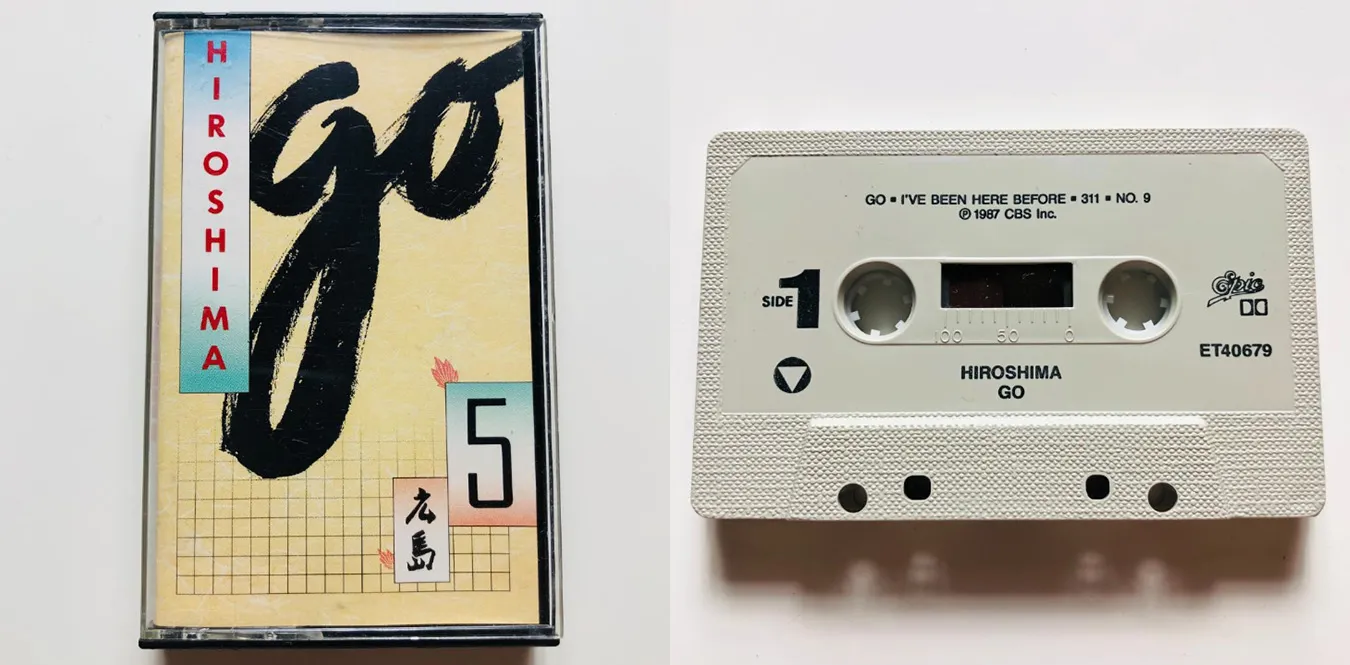 HIROSHIMA
go
5
広島
GO ▪ I'VE BEEN HERE BEFORE ▪ 311 ▪ NO. 9
℗ 1987 CBS Inc.
SIDE 1
Epic
100 50 0
ET40679
HIROSHIMA
GO